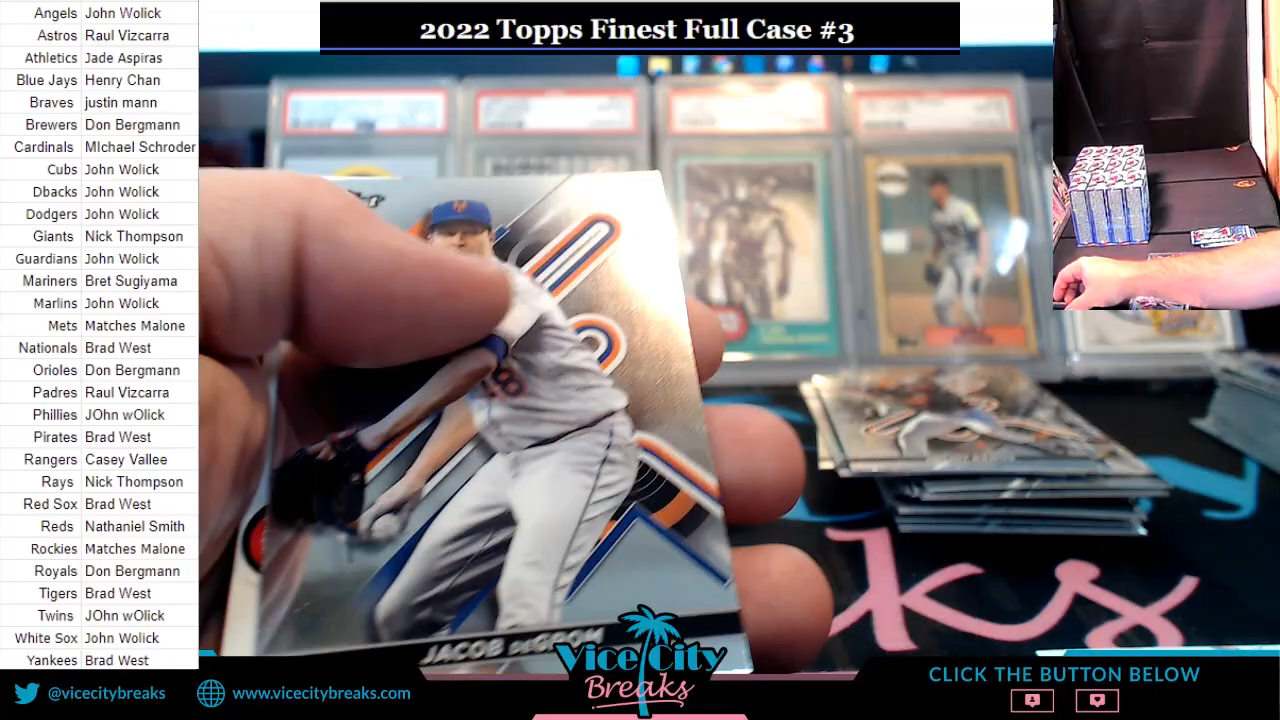 2022 Topps Finest Full Case #3
Angels John Wolick
Astros Raul Vizcarra
Athletics Jade Aspiras
Blue Jays Henry Chan
Braves justin mann
Brewers Don Bergmann
Cardinals MIchael Schroder
Cubs John Wolick
Dbacks John Wolick
Dodgers John Wolick
Giants Nick Thompson
Guardians John Wolick
Mariners Bret Sugiyama
Marlins John Wolick
Mets Matches Malone
Nationals Brad West
Orioles Don Bergmann
Padres Raul Vizcarra
Phillies JOhn wOlick
Pirates Brad West
Rangers Casey Vallee
Rays Nick Thompson
Red Sox Brad West
Reds Nathaniel Smith
Rockies Matches Malone
Royals Don Bergmann
Tigers Brad West
Twins JOhn wOlick
White Sox John Wolick
Yankees Brad West
JACOB deGROM
ks
y
Vice City
Breaks
@vicecitybreaks
www.vicecitybreaks.com
CLICK THE BUTTON BELOW